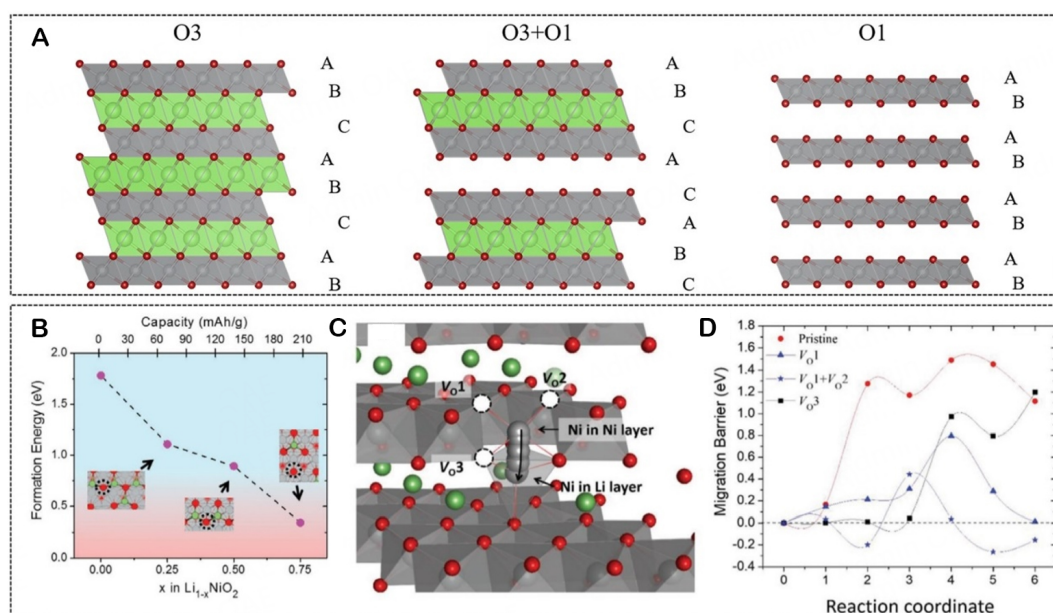 A
O3
O3+O1
O1
A
B
C
A
B
C
A
B
A
B
C
A
C
A
B
C
A
B
A
B
A
B
A
B
B
Capacity (mAh/g)
0 30 60 90 120 150 180 210 240
Formation Energy (eV)
2.0
1.5
1.0
0.5
0.0
0.00 0.25 0.50 0.75
x in Li1-xNiO2
C
VO1
VO2
Ni in Ni layer
VO3
Ni in Li layer
D
Migration Barrier (eV)
1.8
1.6
1.4
1.2
1.0
0.8
0.6
0.4
0.2
0.0
-0.2
-0.4
Pristine
VO1
VO1+VO2
VO3
0 1 2 3 4 5 6
Reaction coordinate